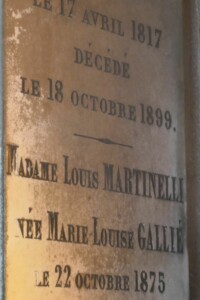 LE 17 AVRIL 1817
DÉCÉDÉ
LE 18 OCTOBRE 1899.
MADAME LOUIS MARTINELLI
NÉE MARIE-LOUISE GALLIÉ
LE 22 OCTOBRE 1875